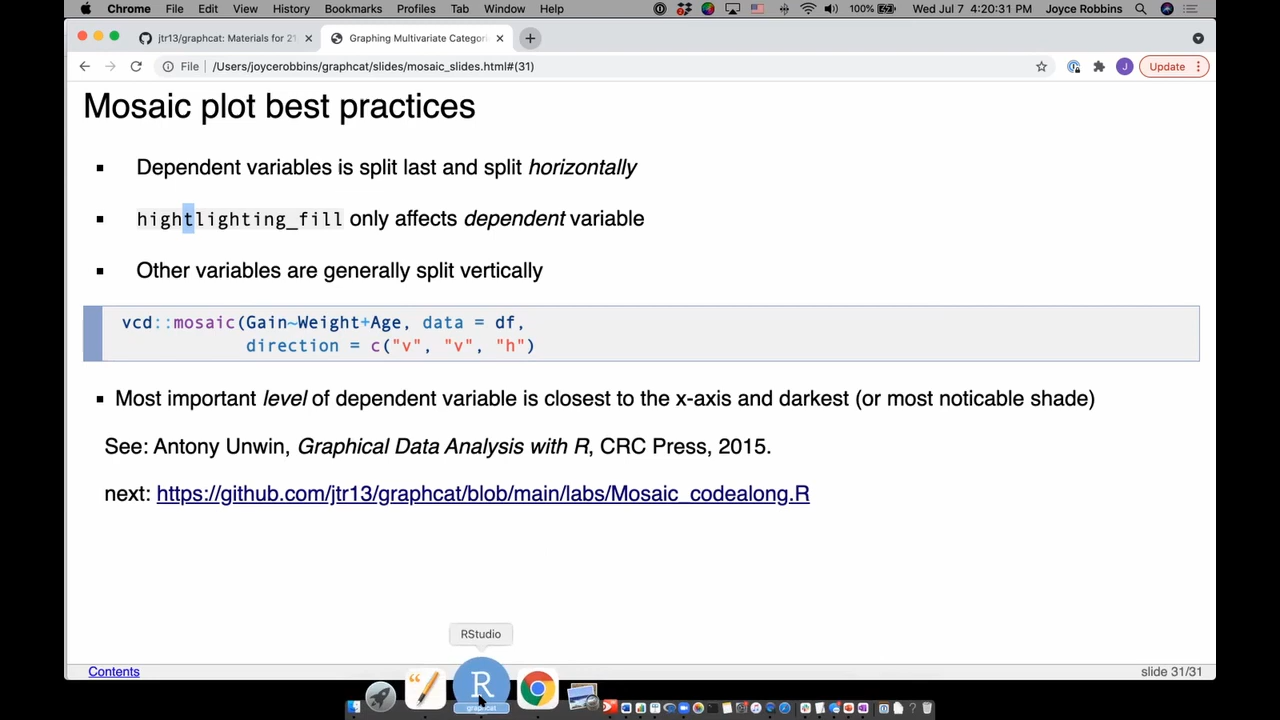 Chrome File Edit View History Bookmarks Profiles Tab Window Help 100% Wed Jul 7 4:20:31 PM Joyce Robbins
jtr13/graphcat: Materials for 21 Graphing Multivariate Categori
File /Users/joycerobbins/graphcat/slides/mosaic_slides.html#(31) J Update
Mosaic plot best practices
Dependent variables is split last and split horizontally
hightlighting_fill only affects dependent variable
Other variables are generally split vertically
vcd::mosaic(Gain~Weight+Age, data = df,
direction = c("v", "v", "h")
Most important level of dependent variable is closest to the x-axis and darkest (or most noticable shade)
See: Antony Unwin, Graphical Data Analysis with R, CRC Press, 2015.
next: https://github.com/jtr13/graphcat/blob/main/labs/Mosaic_codealong.R
RStudio
Contents slide 31/31
R
graphcat